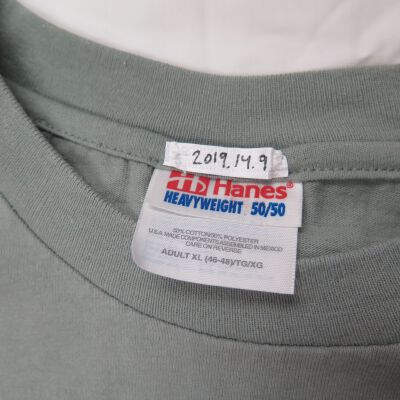 2019.14.9
Hanes®
HEAVYWEIGHT 50/50
50% COTTON/50% POLYESTER
U.S.A. MADE COMPONENTS ASSEMBLED IN MEXICO
CARE ON REVERSE
ADULT XL (46-48)/TG/XG